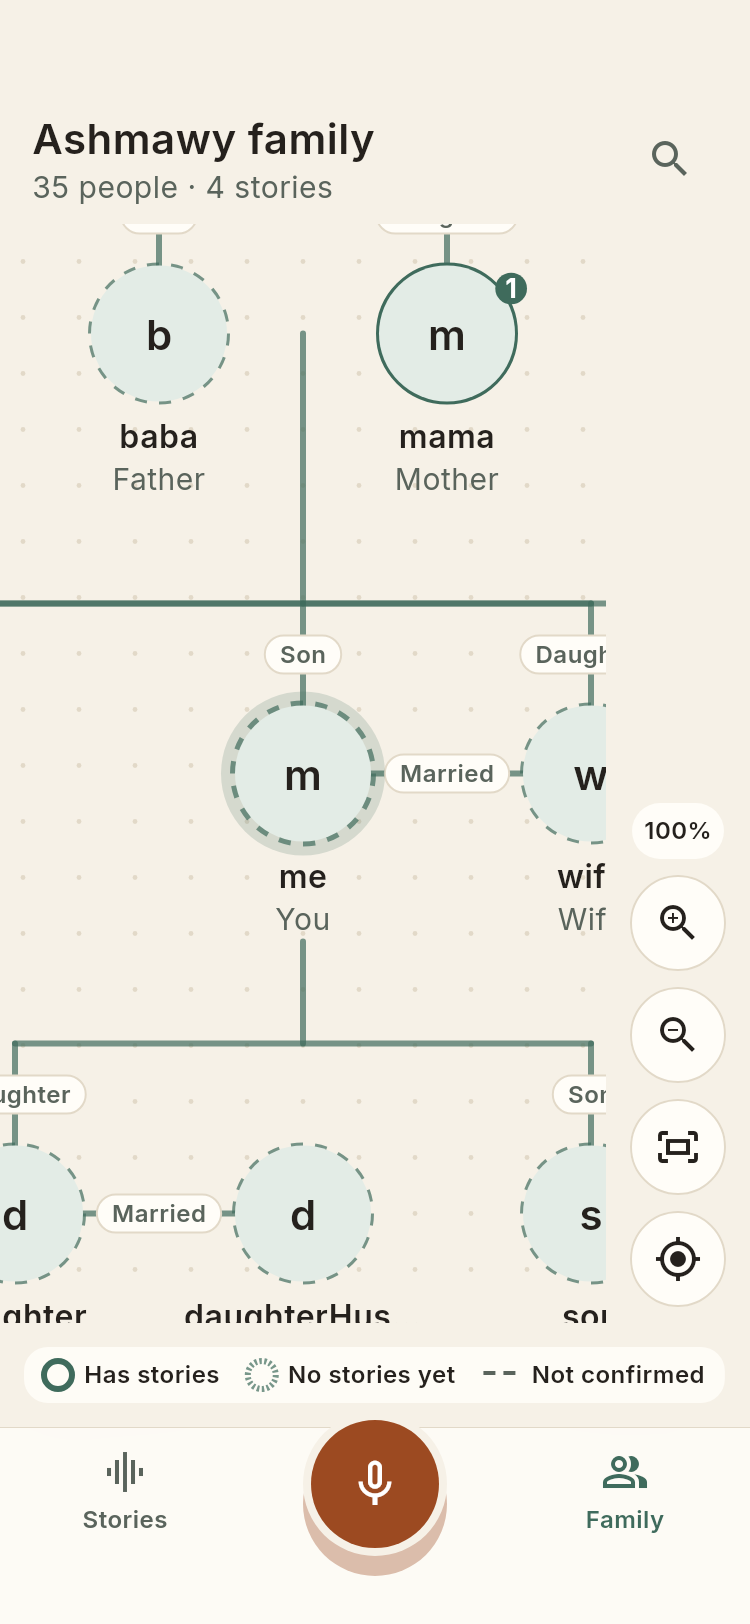 Ashmawy family
35 people · 4 stories
1
b
m
baba
mama
Father
Mother
Son
m
Married
w
me
You
100%
d
Married
d
s
daughterHus
Has stories
No stories yet
Not confirmed
Stories
Family